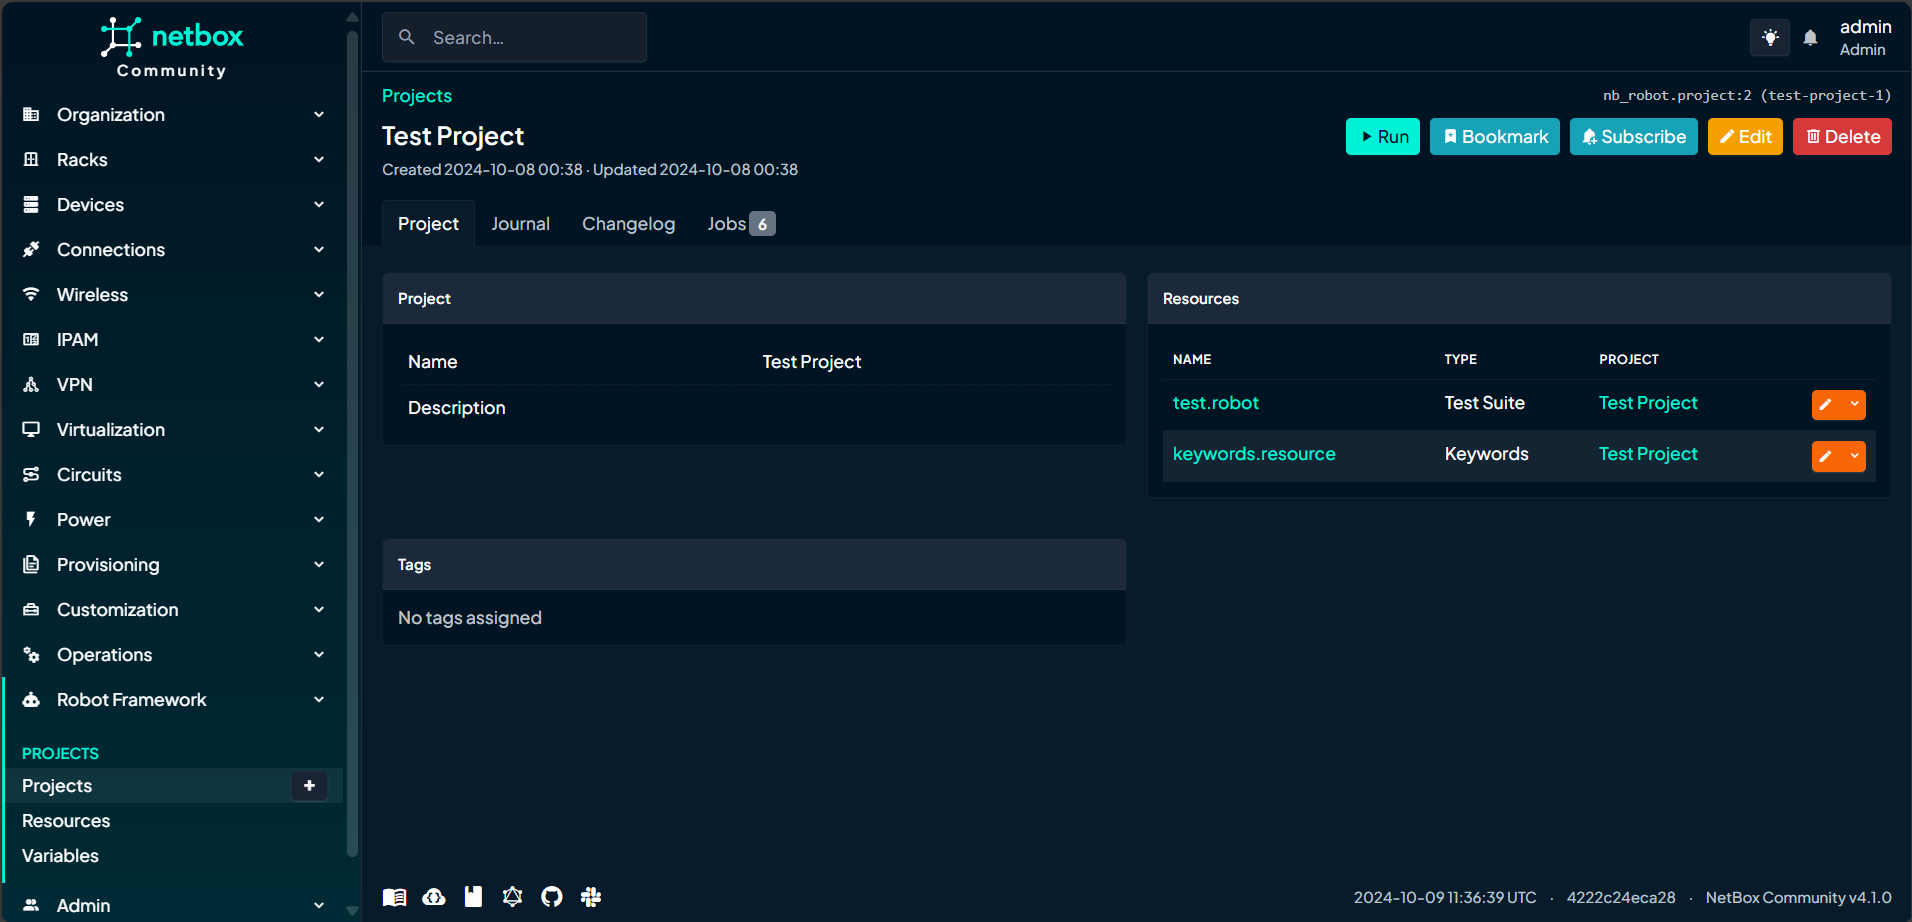 netbox
Community
Organization
Racks
Devices
Connections
Wireless
IPAM
VPN
Virtualization
Circuits
Power
Provisioning
Customization
Operations
Robot Framework
PROJECTS
Projects
Resources
Variables
Admin
Search...
admin
Admin
Projects
nb_robot.project:2 (test-project-1)
Test Project
Run
Bookmark
Subscribe
Edit
Delete
Created 2024-10-08 00:38 · Updated 2024-10-08 00:38
Project
Journal
Changelog
Jobs 6
Project
Name Test Project
Description
Tags
No tags assigned
Resources
NAME TYPE PROJECT
test.robot Test Suite Test Project
keywords.resource Keywords Test Project
2024-10-09 11:36:39 UTC · 4222c24eca28 · NetBox Community v4.1.0